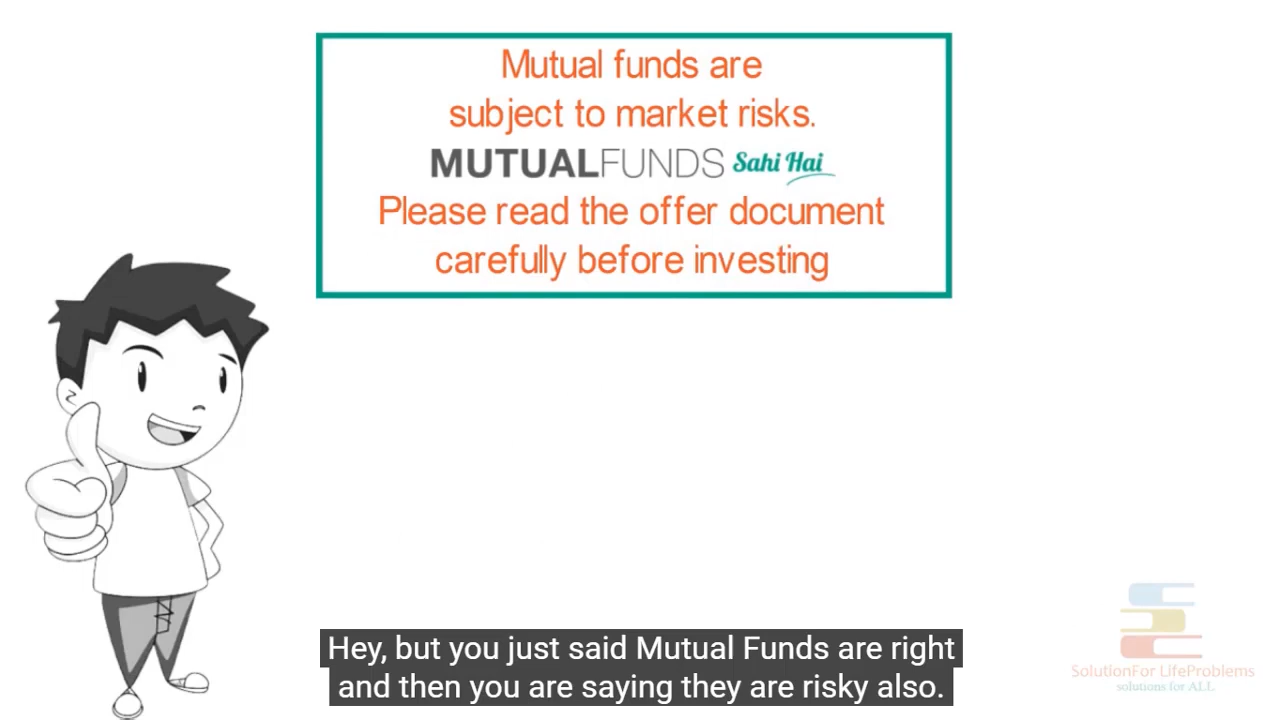 Mutual funds are
subject to market risks.
MUTUALFUNDS Sahi Hai
Please read the offer document
carefully before investing
Hey, but you just said Mutual Funds are right
and then you are saying they are risky also.
SolutionFor LifeProblems
solutions for ALL